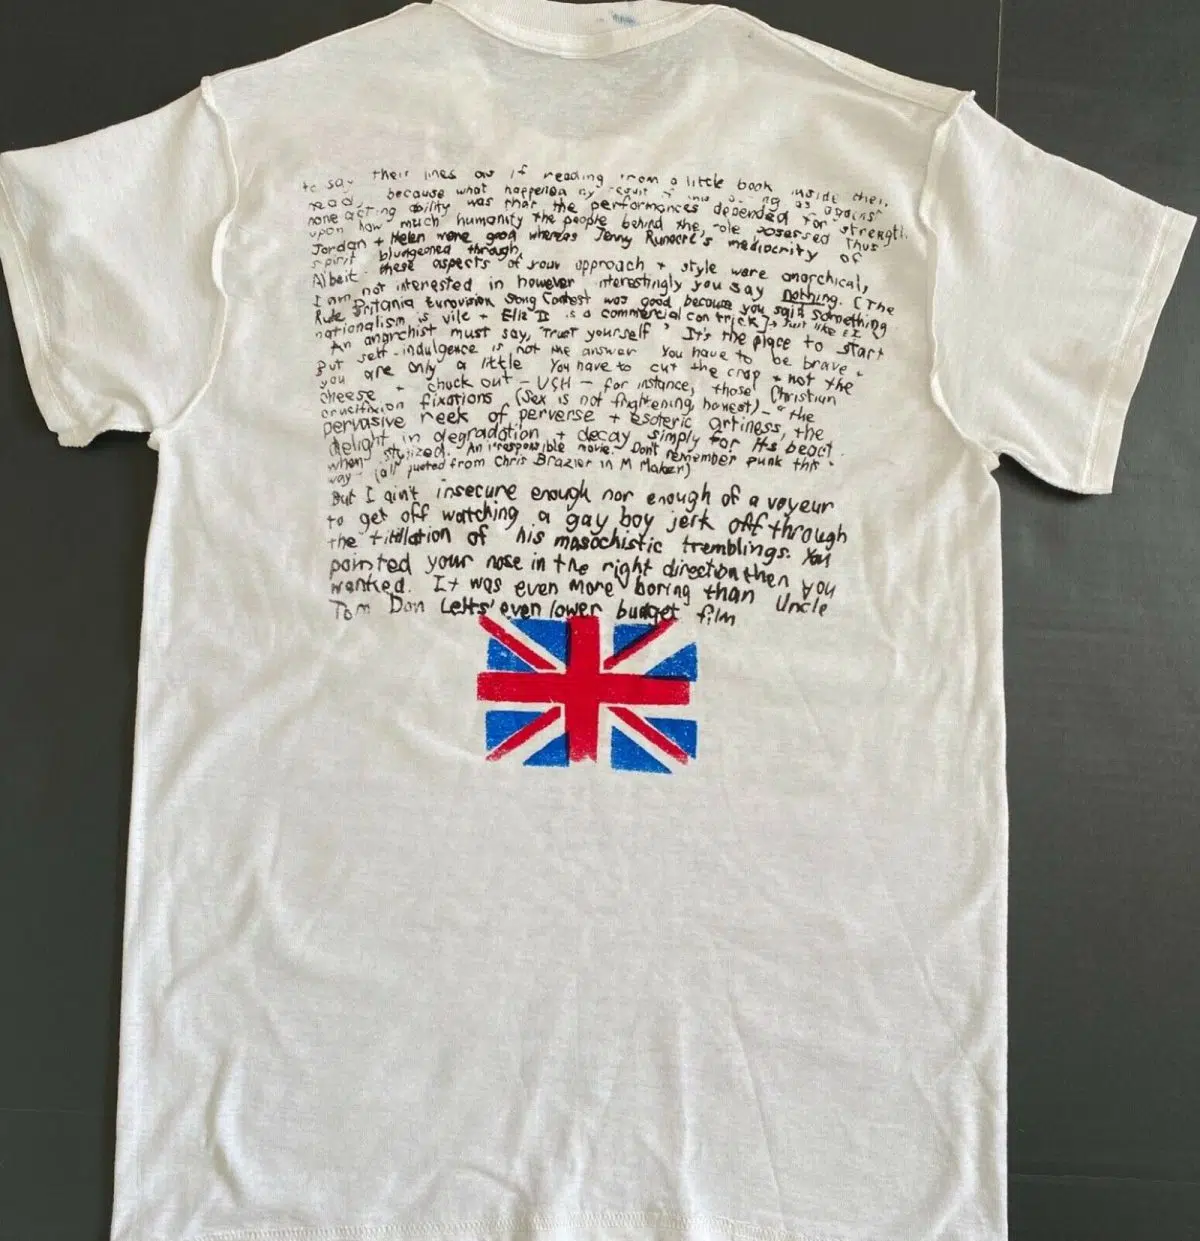 to say their lines as if reading from a little book inside their
head, because what happened by result of this being as against
none acting ability was that the performances depended for strength
upon how much humanity the people behind the role posessed Thus
Jordan + Helen were good whereas Jenny Runacre's mediocrity of
spirit blungeoned through,
Albeit these aspects of your approach + style were anarchical,
I am not interested in however interestingly you say nothing. (The
Rule Britania Eurovision Song Contest was good because you said something
nationalism is vile + Eliz II is a commercial con trick) + Just like
An anarchist must say, 'Trust yourself' It's the place to start
But self-indulgence is not the answer You have to be brave +
you are only a little You have to cut the crap + not the
cheese + chuck out - USH - for instance, those Christian
crucifixion fixations (Sex is not frightening, honest) - "the
pervasive reek of perverse + esoteric artiness, the
delight in degradation + decay simply for its beaut
when stylized. An irresponsible movie. Don't remember punk this
way" (all quoted from Chris Brazier in M Maker)
But I ain't insecure enough nor enough of a voyeur
to get off watching a gay boy jerk off through
the titillation of his masochistic tremblings. You
pointed your nose in the right direction then you
wanked. It was even more boring than Uncle
Tom Don Letts' even lower budget film